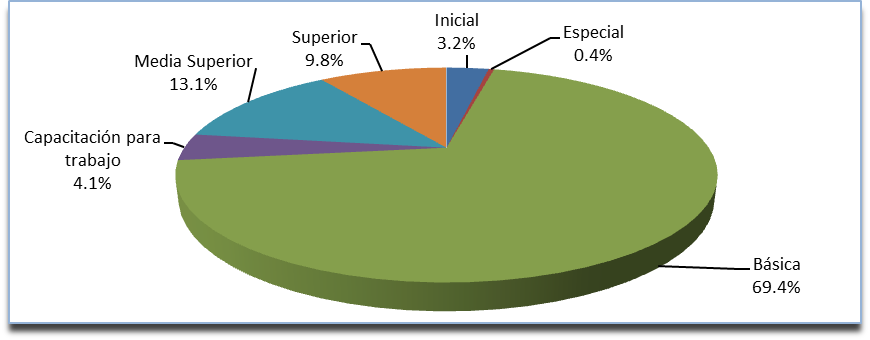 Inicial
3.2%
Especial
0.4%
Superior
9.8%
Media Superior
13.1%
Capacitación para
trabajo
4.1%
Básica
69.4%